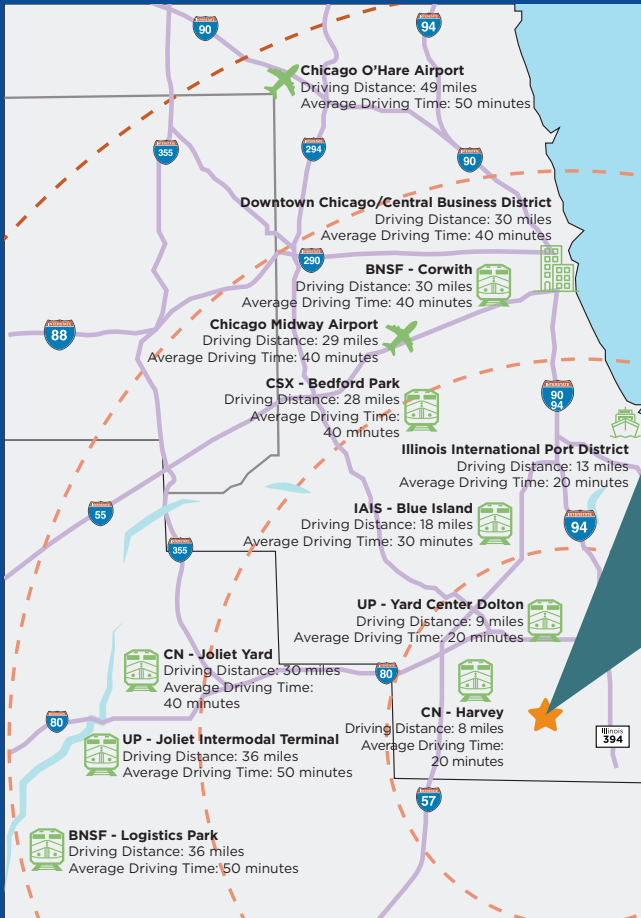 90
94
Chicago O'Hare Airport
Driving Distance: 49 miles
Average Driving Time: 50 minutes
355
294
90
Downtown Chicago/Central Business District
Driving Distance: 30 miles
Average Driving Time: 40 minutes
290
BNSF - Corwith
Driving Distance: 30 miles
Average Driving Time: 40 minutes
INTERSTATE
88
Chicago Midway Airport
Driving Distance: 29 miles
Average Driving Time: 40 minutes
CSX - Bedford Park
Driving Distance: 28 miles
Average Driving Time:
40 minutes
INTERSTATE
90
94
Illinois International Port District
Driving Distance: 13 miles
Average Driving Time: 20 minutes
55
IAIS - Blue Island
Driving Distance: 18 miles
Average Driving Time: 30 minutes
INTERSTATE
94
355
UP - Yard Center Dolton
Driving Distance: 9 miles
Average Driving Time: 20 minutes
CN - Joliet Yard
Driving Distance: 30 miles
Average Driving Time:
40 minutes
80
CN - Harvey
Driving Distance: 8 miles
Average Driving Time:
20 minutes
80
Illinois
394
UP - Joliet Intermodal Terminal
Driving Distance: 36 miles
Average Driving Time: 50 minutes
57
BNSF - Logistics Park
Driving Distance: 36 miles
Average Driving Time: 50 minutes